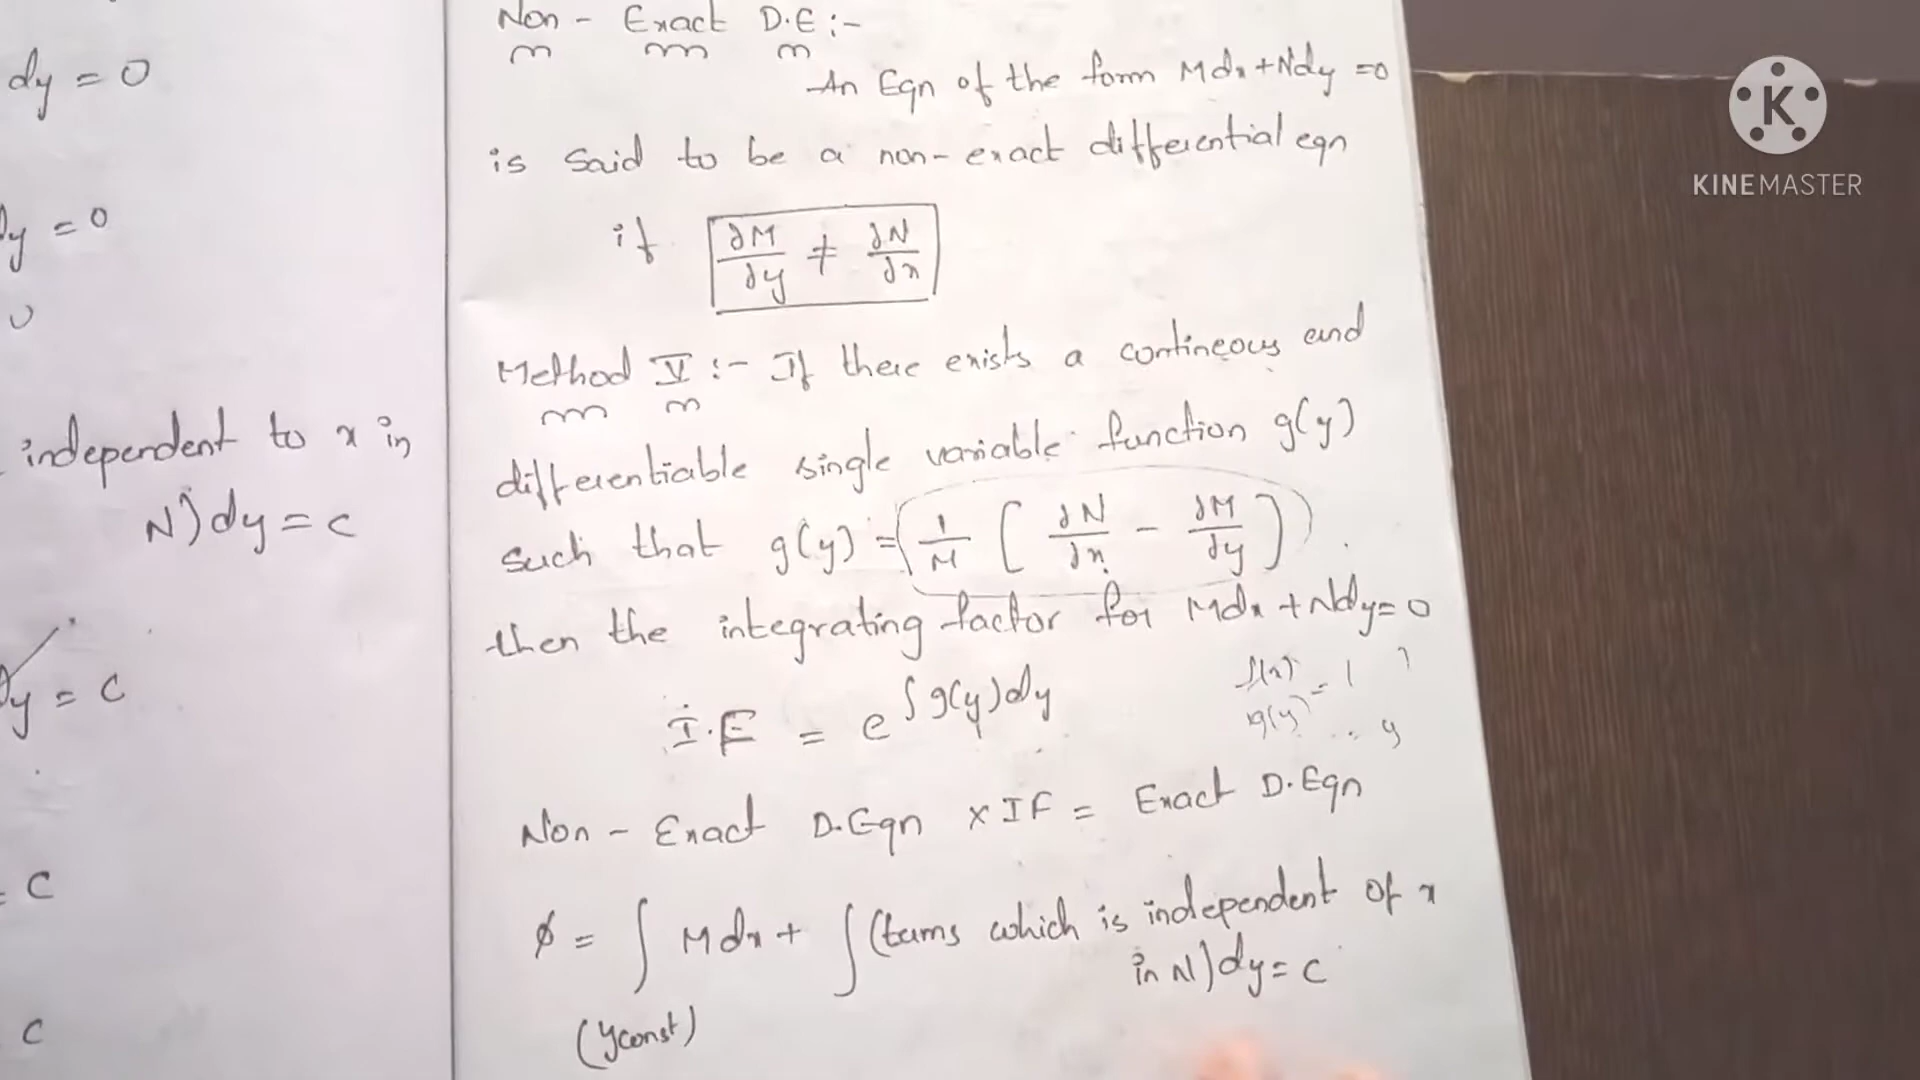 dy = 0
y = 0
independent to x in
N) dy = c
y = c
= c
c
Non - Exact D.E :-
An Eqn of the form Mdx + Ndy = 0
is said to be a non-exact differential eqn
if ∂M/∂y ≠ ∂N/∂x
Method V :- If there exists a contineous and
differentiable single variable function g(y)
such that g(y) = 1/M [ ∂N/∂x - ∂M/∂y ]
then the integrating factor for Mdx + Ndy = 0
I.F = e^∫g(y)dy
f(x)
g(y) = 1
y
Non - Exact D.Eqn x IF = Exact D.Eqn
∅ = ∫ Mdx + ∫ (terms which is independent of x
in N) dy = c
(y const)
K
KINEMASTER